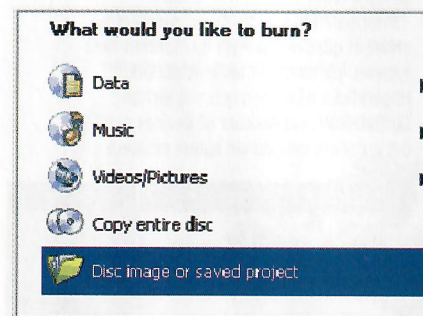 What would you like to burn?
Data
Music
Videos/Pictures
Copy entire disc
Disc image or saved project